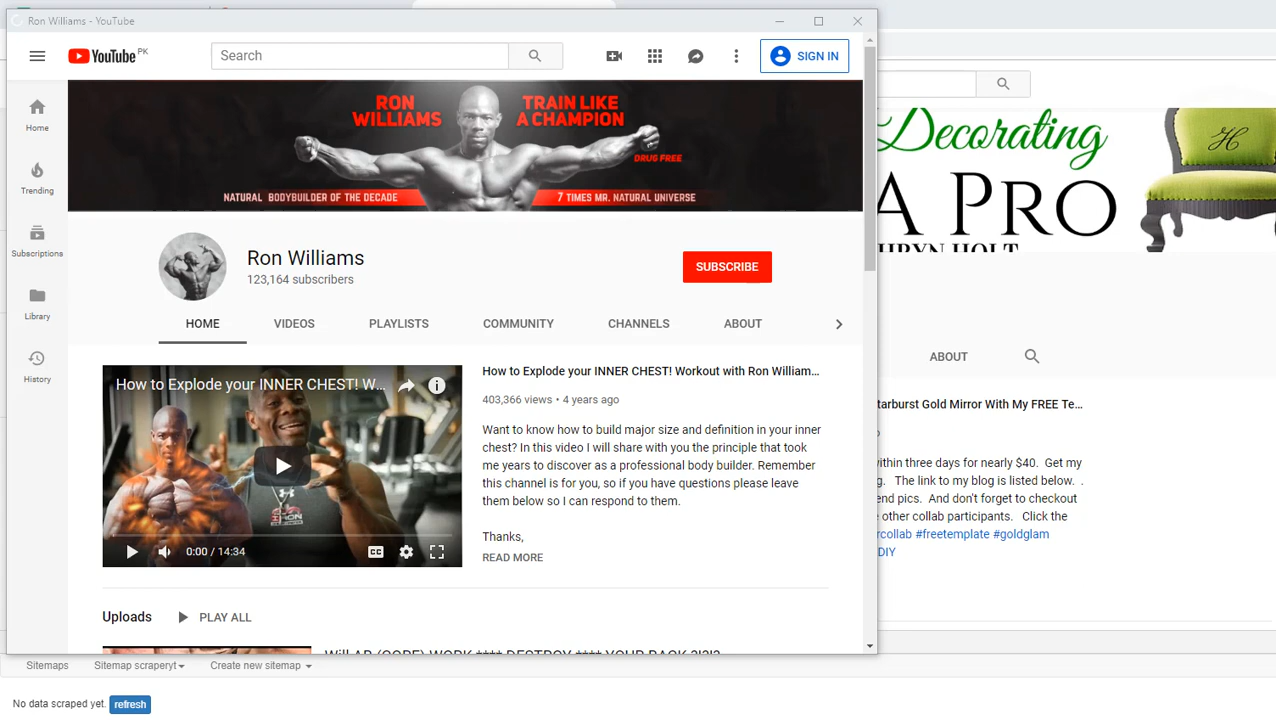 Ron Williams - YouTube
YouTube PK
Search
SIGN IN
Home
Trending
Subscriptions
Library
History
RON WILLIAMS
TRAIN LIKE A CHAMPION
DRUG FREE
NATURAL BODYBUILDER OF THE DECADE
7 TIMES MR. NATURAL UNIVERSE
Ron Williams
123,164 subscribers
SUBSCRIBE
HOME VIDEOS PLAYLISTS COMMUNITY CHANNELS ABOUT
How to Explode your INNER CHEST! W...
0:00 / 14:34
CC
How to Explode your INNER CHEST! Workout with Ron William...
403,366 views • 4 years ago
Want to know how to build major size and definition in your inner
chest? In this video I will share with you the principle that took
me years to discover as a professional body builder. Remember
this channel is for you, so if you have questions please leave
them below so I can respond to them.
Thanks,
READ MORE
Uploads PLAY ALL
Decorating
A PRO
H
ABOUT
tarburst Gold Mirror With My FREE Te...
within three days for nearly $40. Get my
g. The link to my blog is listed below. .
end pics. And don't forget to checkout
e other collab participants. Click the
rcollab #freetemplate #goldglam
DIY
Sitemaps Sitemap scraperyt Create new sitemap
No data scraped yet. refresh